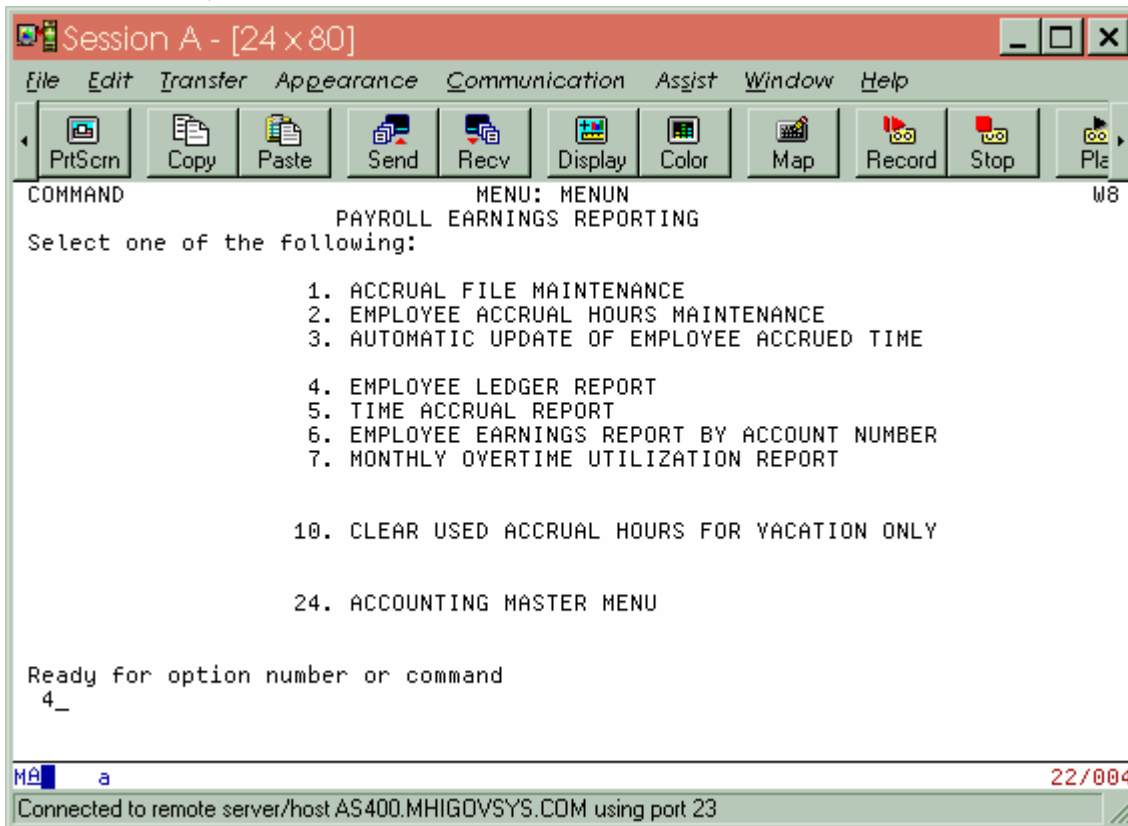 Session A - [24 x 80]
File Edit Transfer Appearance Communication Assist Window Help
PrtScrn Copy Paste Send Recv Display Color Map Record Stop Pla
COMMAND MENU: MENUN W8
PAYROLL EARNINGS REPORTING
Select one of the following:
1. ACCRUAL FILE MAINTENANCE
2. EMPLOYEE ACCRUAL HOURS MAINTENANCE
3. AUTOMATIC UPDATE OF EMPLOYEE ACCRUED TIME
4. EMPLOYEE LEDGER REPORT
5. TIME ACCRUAL REPORT
6. EMPLOYEE EARNINGS REPORT BY ACCOUNT NUMBER
7. MONTHLY OVERTIME UTILIZATION REPORT
10. CLEAR USED ACCRUAL HOURS FOR VACATION ONLY
24. ACCOUNTING MASTER MENU
Ready for option number or command
4_
MA a 22/004
Connected to remote server/host AS400.MHIGOVSYS.COM using port 23